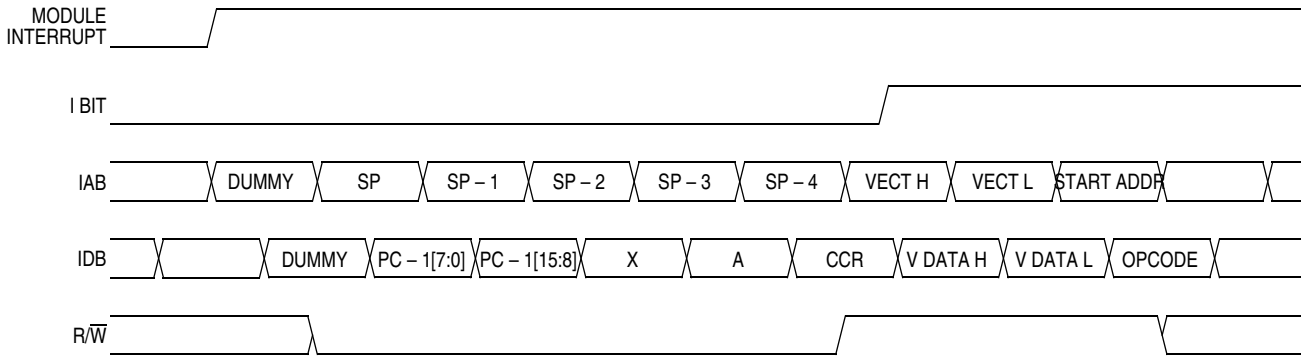 MODULE
INTERRUPT
I BIT
IAB DUMMY SP SP – 1 SP – 2 SP – 3 SP – 4 VECT H VECT L START ADDR
IDB DUMMY PC – 1[7:0] PC – 1[15:8] X A CCR V DATA H V DATA L OPCODE
R/W̅